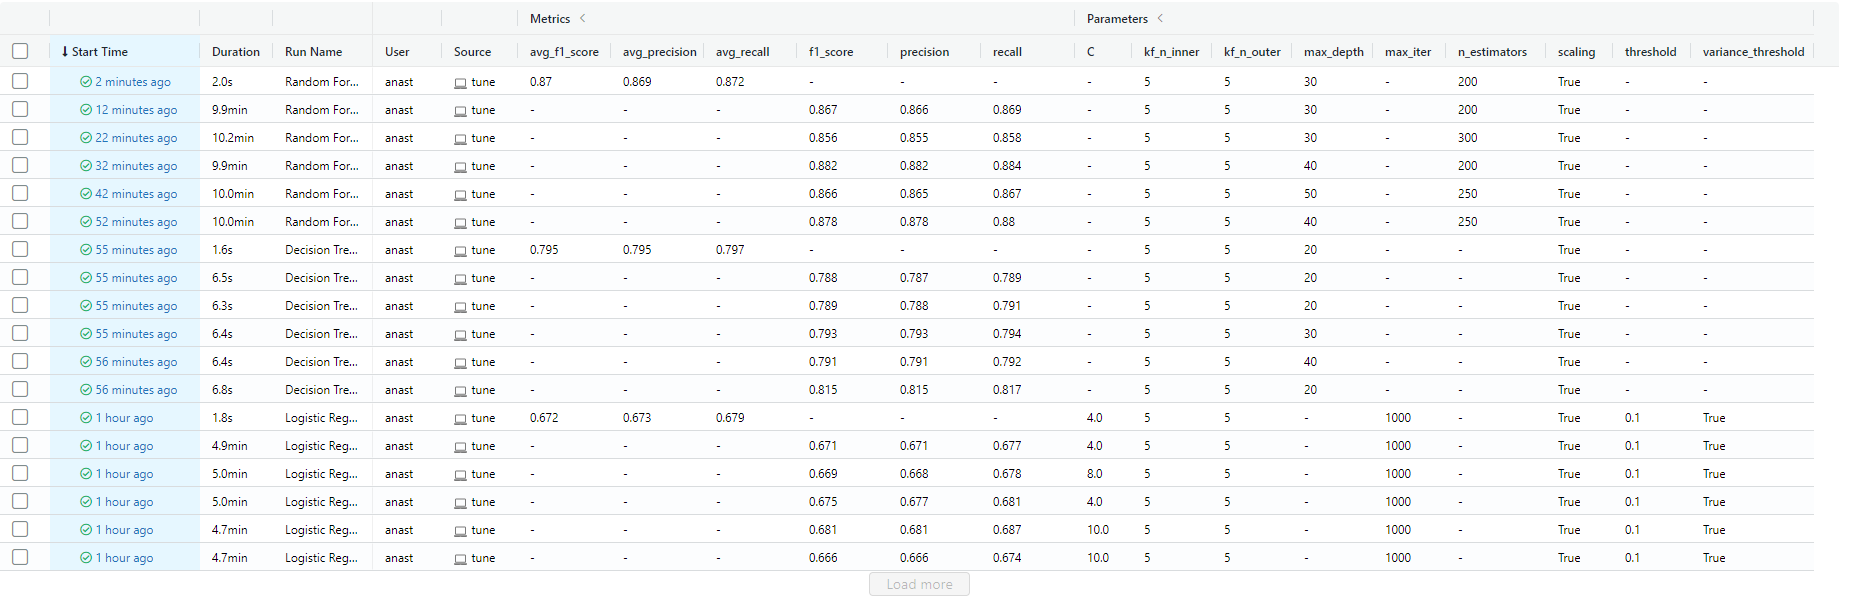 Metrics < Parameters <
↓ Start Time Duration Run Name User Source avg_f1_score avg_precision avg_recall f1_score precision recall C kf_n_inner kf_n_outer max_depth max_iter n_estimators scaling threshold variance_threshold
2 minutes ago 2.0s Random For... anast tune 0.87 0.869 0.872 - - - - 5 5 30 - 200 True - -
12 minutes ago 9.9min Random For... anast tune - - - 0.867 0.866 0.869 - 5 5 30 - 200 True - -
22 minutes ago 10.2min Random For... anast tune - - - 0.856 0.855 0.858 - 5 5 30 - 300 True - -
32 minutes ago 9.9min Random For... anast tune - - - 0.882 0.882 0.884 - 5 5 40 - 200 True - -
42 minutes ago 10.0min Random For... anast tune - - - 0.866 0.865 0.867 - 5 5 50 - 250 True - -
52 minutes ago 10.0min Random For... anast tune - - - 0.878 0.878 0.88 - 5 5 40 - 250 True - -
55 minutes ago 1.6s Decision Tre... anast tune 0.795 0.795 0.797 - - - - 5 5 20 - - True - -
55 minutes ago 6.5s Decision Tre... anast tune - - - 0.788 0.787 0.789 - 5 5 20 - - True - -
55 minutes ago 6.3s Decision Tre... anast tune - - - 0.789 0.788 0.791 - 5 5 20 - - True - -
55 minutes ago 6.4s Decision Tre... anast tune - - - 0.793 0.793 0.794 - 5 5 30 - - True - -
56 minutes ago 6.4s Decision Tre... anast tune - - - 0.791 0.791 0.792 - 5 5 40 - - True - -
56 minutes ago 6.8s Decision Tre... anast tune - - - 0.815 0.815 0.817 - 5 5 20 - - True - -
1 hour ago 1.8s Logistic Reg... anast tune 0.672 0.673 0.679 - - - 4.0 5 5 - 1000 - True 0.1 True
1 hour ago 4.9min Logistic Reg... anast tune - - - 0.671 0.671 0.677 4.0 5 5 - 1000 - True 0.1 True
1 hour ago 5.0min Logistic Reg... anast tune - - - 0.669 0.668 0.678 8.0 5 5 - 1000 - True 0.1 True
1 hour ago 5.0min Logistic Reg... anast tune - - - 0.675 0.677 0.681 4.0 5 5 - 1000 - True 0.1 True
1 hour ago 4.7min Logistic Reg... anast tune - - - 0.681 0.681 0.687 10.0 5 5 - 1000 - True 0.1 True
1 hour ago 4.7min Logistic Reg... anast tune - - - 0.666 0.666 0.674 10.0 5 5 - 1000 - True 0.1 True
Load more